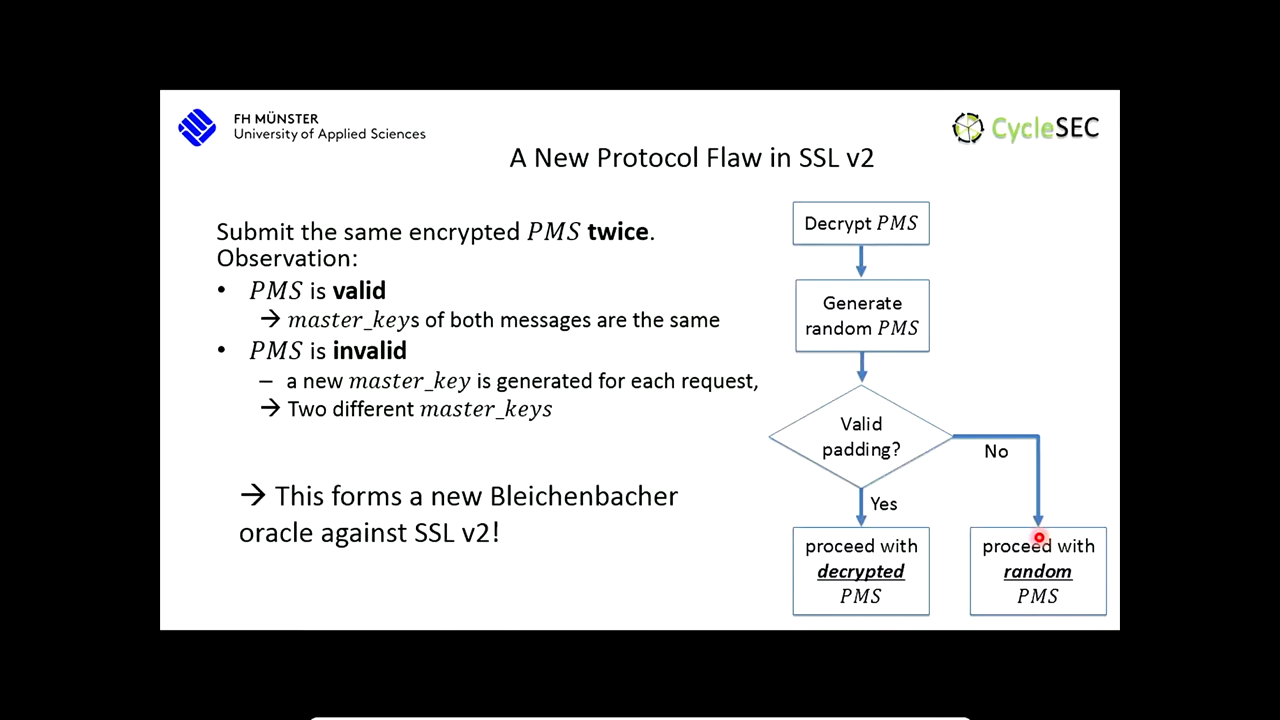 FH MÜNSTER
University of Applied Sciences
CycleSEC
A New Protocol Flaw in SSL v2
Submit the same encrypted PMS twice.
Observation:
• PMS is valid
→ master_keys of both messages are the same
• PMS is invalid
– a new master_key is generated for each request,
→ Two different master_keys
→ This forms a new Bleichenbacher
oracle against SSL v2!
Decrypt PMS
Generate
random PMS
Valid
padding?
No
Yes
proceed with
decrypted
PMS
proceed with
random
PMS